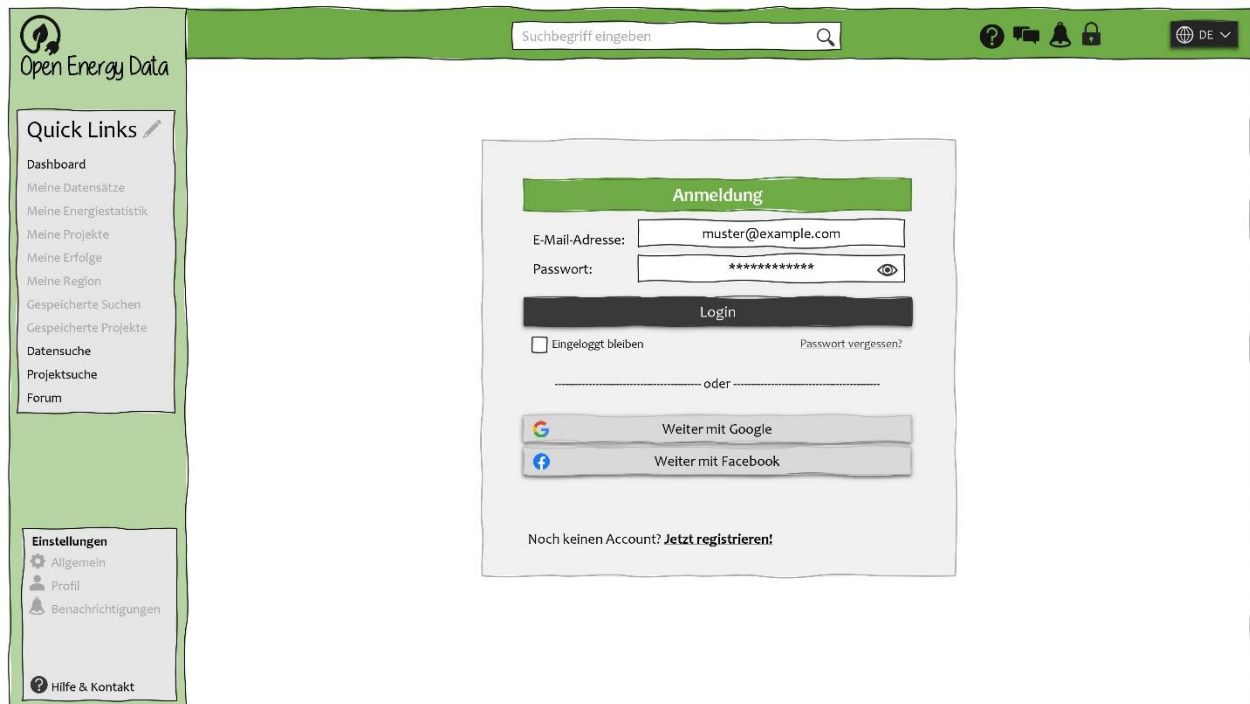 Open Energy Data
Suchbegriff eingeben
DE
Quick Links
Dashboard
Meine Datensätze
Meine Energiestatistik
Meine Projekte
Meine Erfolge
Meine Region
Gespeicherte Suchen
Gespeicherte Projekte
Datensuche
Projektsuche
Forum
Einstellungen
Allgemein
Profil
Benachrichtigungen
Hilfe & Kontakt
Anmeldung
E-Mail-Adresse: muster@example.com
Passwort: ************
Login
Eingeloggt bleiben Passwort vergessen?
oder
Weiter mit Google
Weiter mit Facebook
Noch keinen Account? Jetzt registrieren!